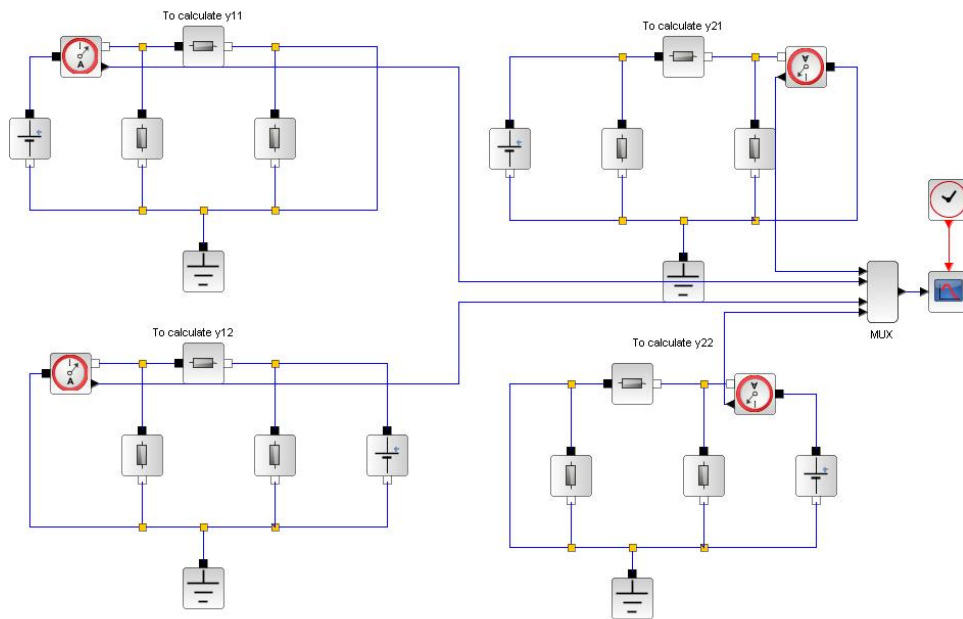 To calculate y11
To calculate y21
To calculate y12
To calculate y22
MUX
I
A
I
A
I
A
I
A